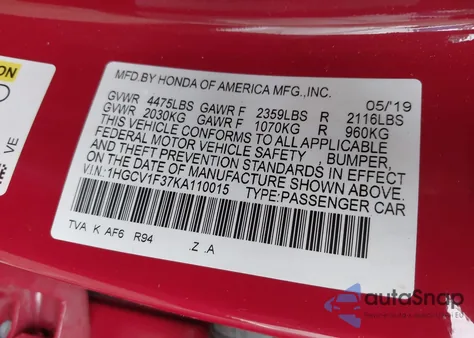 MFD.BY HONDA OF AMERICA MFG.,INC. 05/'19
GVWR 4475LBS GAWR F 2359LBS R 2116LBS
GVWR 2030KG GAWR F 1070KG R 960KG
THIS VEHICLE CONFORMS TO ALL APPLICABLE
FEDERAL MOTOR VEHICLE SAFETY , BUMPER,
AND THEFT PREVENTION STANDARDS IN EFFECT
ON THE DATE OF MANUFACTURE SHOWN ABOVE.
V.I.N:1HGCV1F37KA110015 TYPE:PASSENGER CAR
TVA K AF6 R94 .Z .A
ON
VE
autoSnap